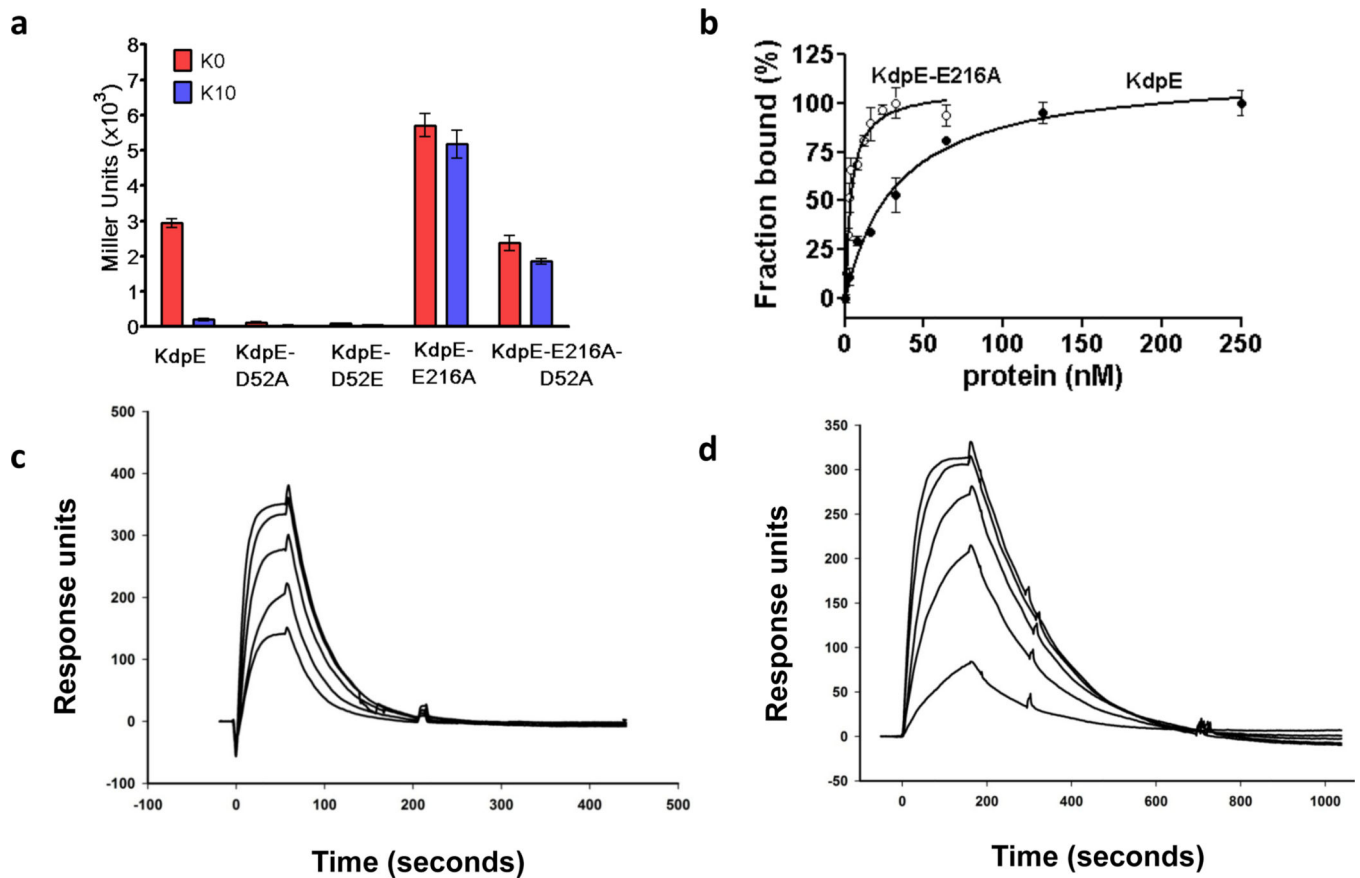 a
8
7
6
5
4
3
2
1
0
Miller Units (x10³)
K0
K10
KdpE
KdpE-
D52A
KdpE-
D52E
KdpE-
E216A
KdpE-E216A-
D52A
b
125
100
75
50
25
0
Fraction bound (%)
KdpE-E216A
KdpE
0
50
100
150
200
250
protein (nM)
c
500
400
300
200
100
0
-100
Response units
-100
0
100
200
300
400
500
Time (seconds)
d
350
300
250
200
150
100
50
0
-50
Response units
0
200
400
600
800
1000
Time (seconds)